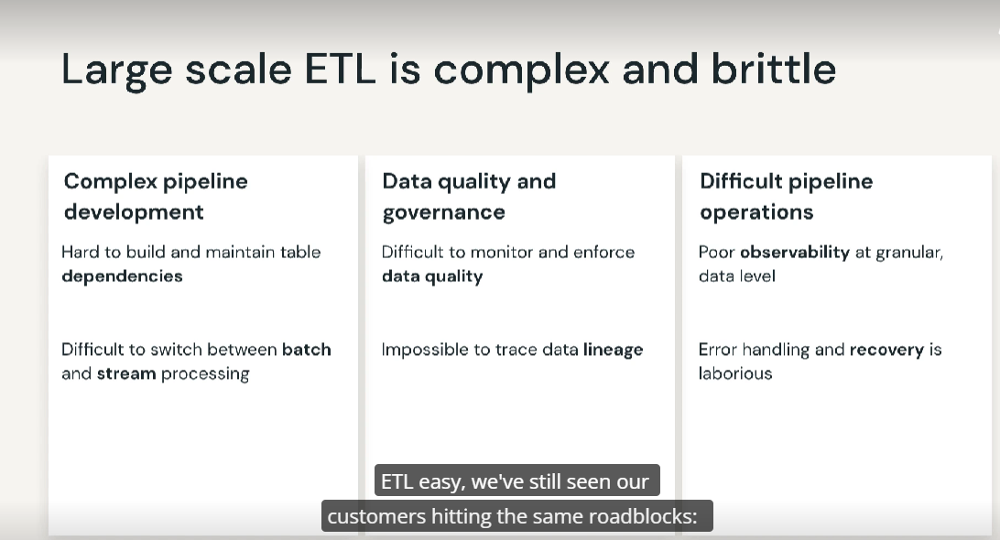 Large scale ETL is complex and brittle
Complex pipeline
development
Hard to build and maintain table
dependencies
Difficult to switch between batch
and stream processing
Data quality and
governance
Difficult to monitor and enforce
data quality
Impossible to trace data lineage
Difficult pipeline
operations
Poor observability at granular,
data level
Error handling and recovery is
laborious
ETL easy, we've still seen our
customers hitting the same roadblocks: